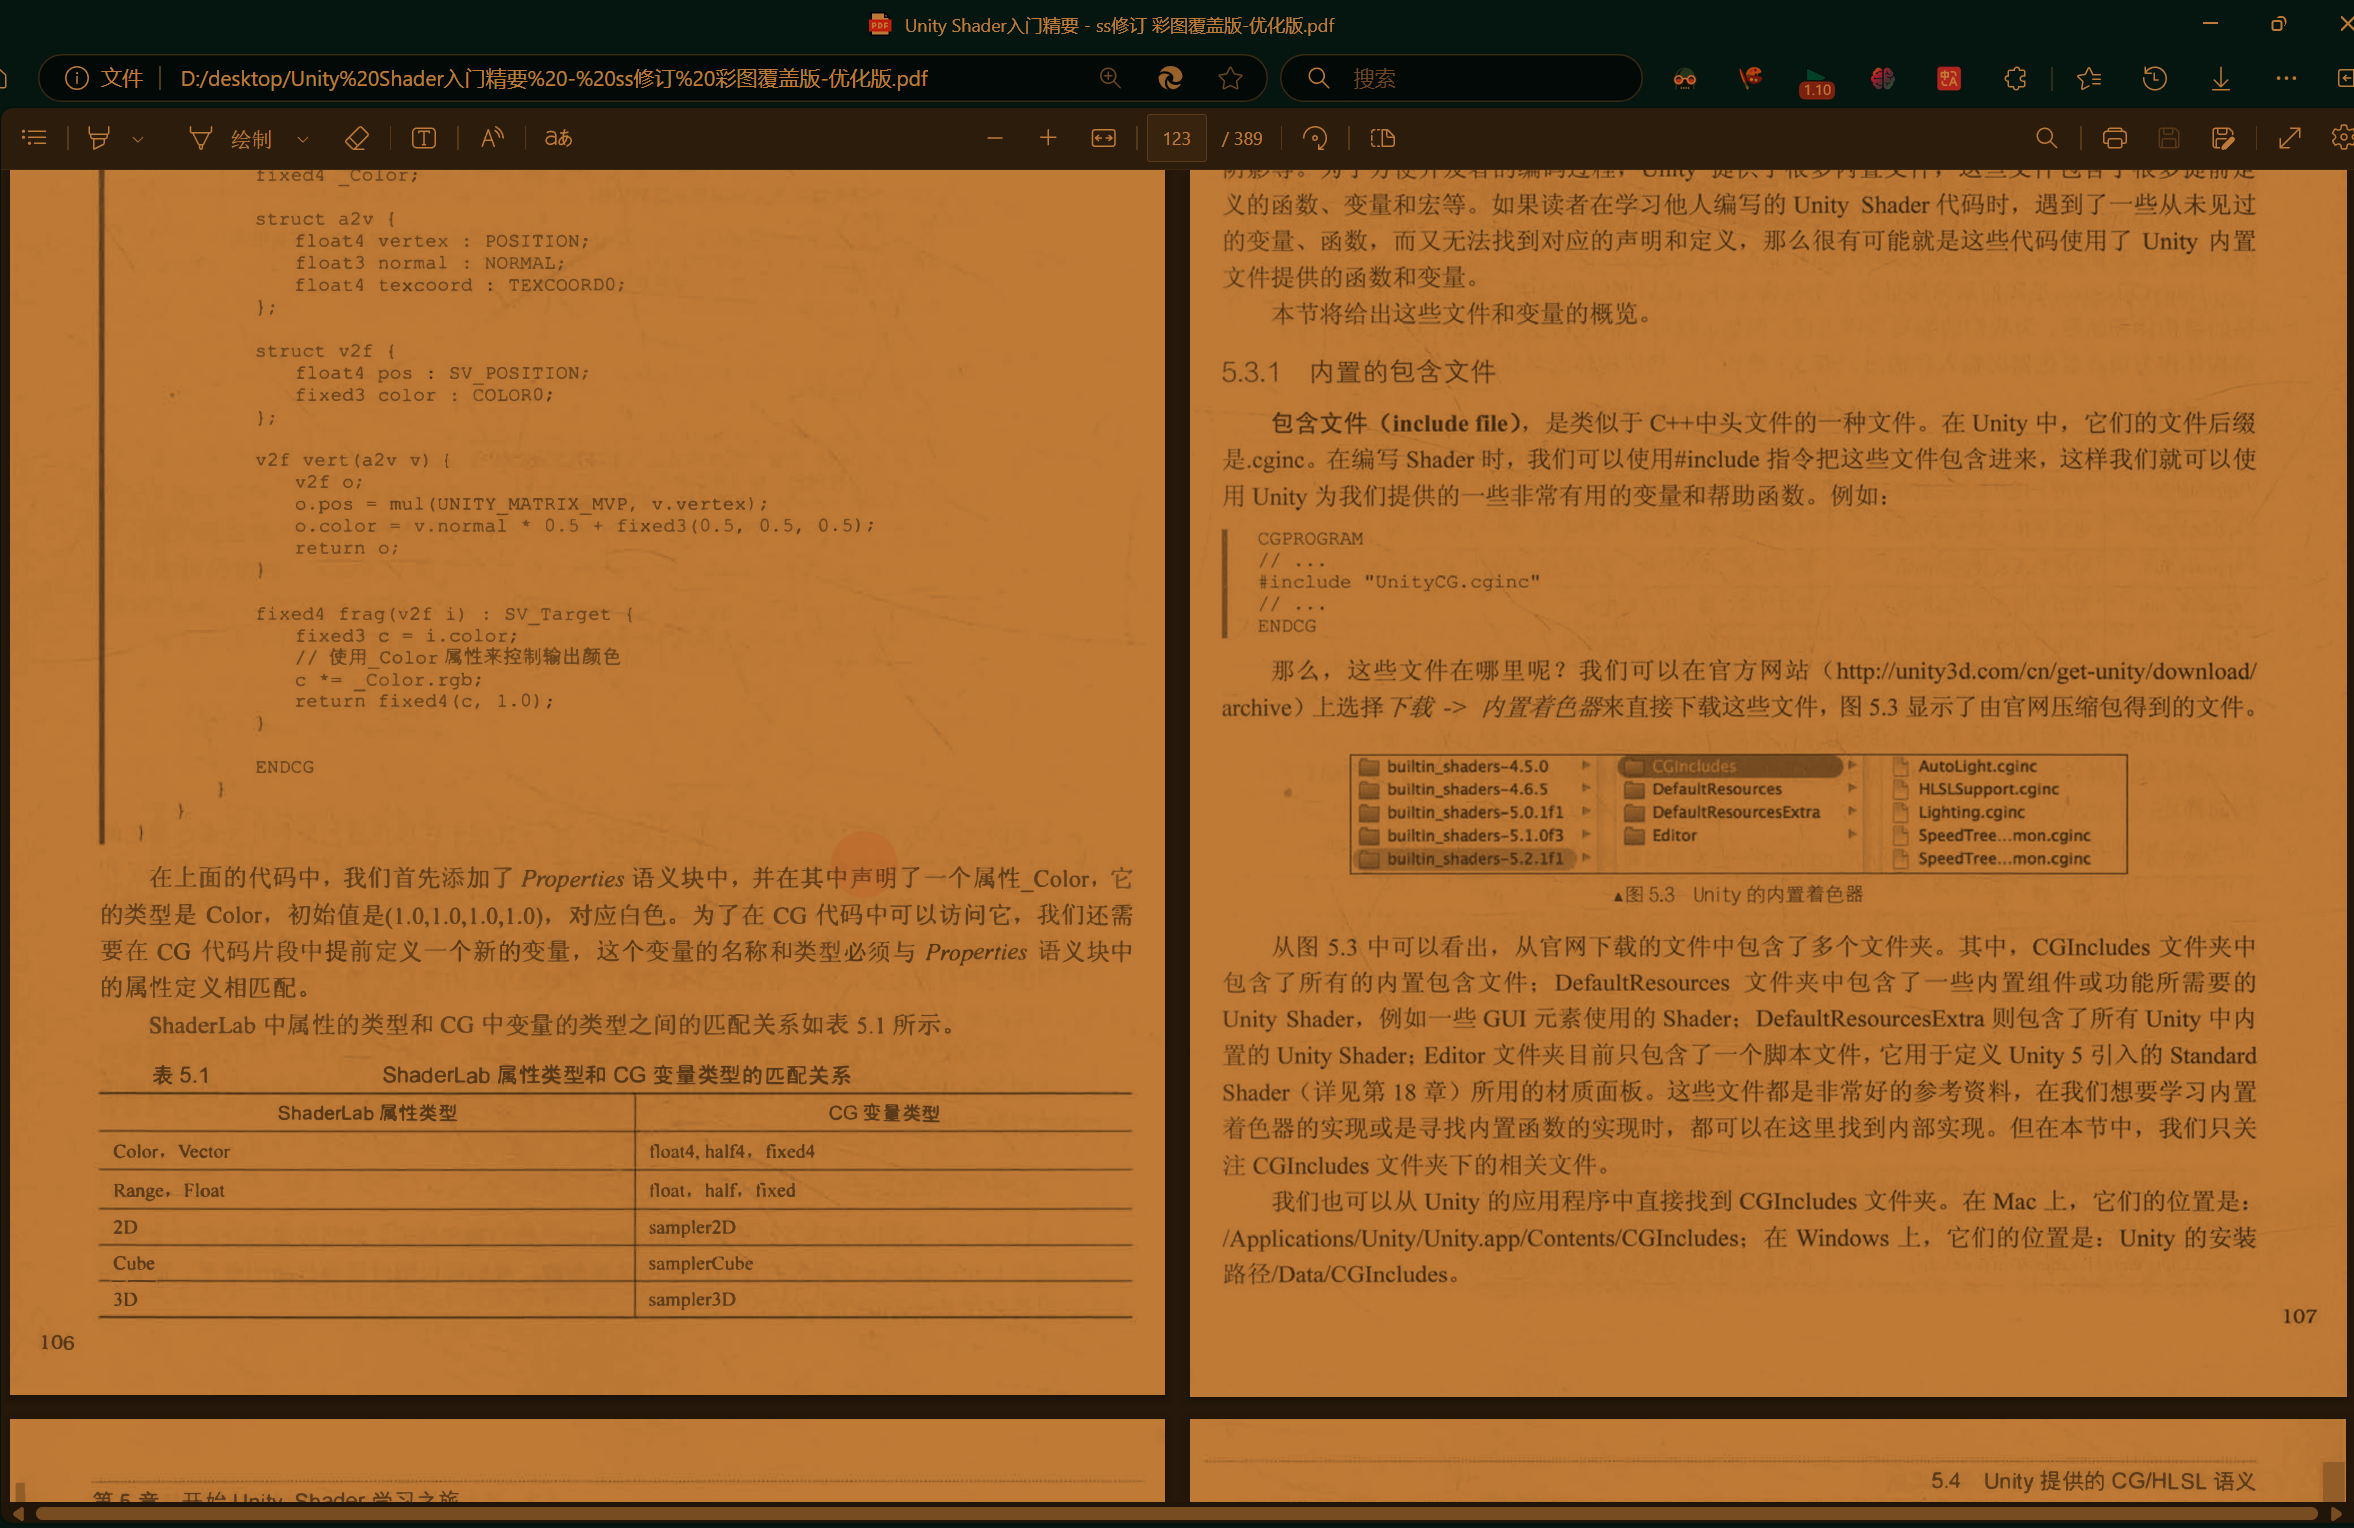 Unity Shader入门精要 - ss修订 彩图覆盖版-优化版.pdf
文件
D:/desktop/Unity%20Shader入门精要%20-%20ss修订%20彩图覆盖版-优化版.pdf
搜索
1.10
绘制
aあ
123 / 389
fixed4 _Color;
struct a2v {
float4 vertex : POSITION;
float3 normal : NORMAL;
float4 texcoord : TEXCOORD0;
};
struct v2f {
float4 pos : SV_POSITION;
fixed3 color : COLOR0;
};
v2f vert(a2v v) {
v2f o;
o.pos = mul(UNITY_MATRIX_MVP, v.vertex);
o.color = v.normal * 0.5 + fixed3(0.5, 0.5, 0.5);
return o;
}
fixed4 frag(v2f i) : SV_Target {
fixed3 c = i.color;
// 使用_Color 属性来控制输出颜色
c *= _Color.rgb;
return fixed4(c, 1.0);
}
ENDCG
}
}
}
在上面的代码中，我们首先添加了 Properties 语义块中，并在其中声明了一个属性_Color，它
的类型是 Color，初始值是(1.0,1.0,1.0,1.0)，对应白色。为了在 CG 代码中可以访问它，我们还需
要在 CG 代码片段中提前定义一个新的变量，这个变量的名称和类型必须与 Properties 语义块中
的属性定义相匹配。
ShaderLab 中属性的类型和 CG 中变量的类型之间的匹配关系如表 5.1 所示。
表 5.1 ShaderLab 属性类型和 CG 变量类型的匹配关系
ShaderLab 属性类型 CG 变量类型
Color，Vector float4, half4，fixed4
Range，Float float，half，fixed
2D sampler2D
Cube samplerCube
3D sampler3D
106
阴影等。为了方便开发者的编码过程，Unity 提供了很多内置文件，这些文件包含了很多提前定
义的函数、变量和宏等。如果读者在学习他人编写的 Unity Shader 代码时，遇到了一些从未见过
的变量、函数，而又无法找到对应的声明和定义，那么很有可能就是这些代码使用了 Unity 内置
文件提供的函数和变量。
本节将给出这些文件和变量的概览。
5.3.1 内置的包含文件
包含文件（include file），是类似于 C++中头文件的一种文件。在 Unity 中，它们的文件后缀
是.cginc。在编写 Shader 时，我们可以使用#include 指令把这些文件包含进来，这样我们就可以使
用 Unity 为我们提供的一些非常有用的变量和帮助函数。例如：
CGPROGRAM
// ...
#include "UnityCG.cginc"
// ...
ENDCG
那么，这些文件在哪里呢？我们可以在官方网站（http://unity3d.com/cn/get-unity/download/
archive）上选择下载 -> 内置着色器来直接下载这些文件，图 5.3 显示了由官网压缩包得到的文件。
builtin_shaders-4.5.0 CGIncludes AutoLight.cginc
builtin_shaders-4.6.5 DefaultResources HLSLSupport.cginc
builtin_shaders-5.0.1f1 DefaultResourcesExtra Lighting.cginc
builtin_shaders-5.1.0f3 Editor SpeedTree...mon.cginc
builtin_shaders-5.2.1f1 SpeedTree...mon.cginc
▲图 5.3 Unity 的内置着色器
从图 5.3 中可以看出，从官网下载的文件中包含了多个文件夹。其中，CGIncludes 文件夹中
包含了所有的内置包含文件；DefaultResources 文件夹中包含了一些内置组件或功能所需要的
Unity Shader，例如一些 GUI 元素使用的 Shader；DefaultResourcesExtra 则包含了所有 Unity 中内
置的 Unity Shader；Editor 文件夹目前只包含了一个脚本文件，它用于定义 Unity 5 引入的 Standard
Shader（详见第 18 章）所用的材质面板。这些文件都是非常好的参考资料，在我们想要学习内置
着色器的实现或是寻找内置函数的实现时，都可以在这里找到内部实现。但在本节中，我们只关
注 CGIncludes 文件夹下的相关文件。
我们也可以从 Unity 的应用程序中直接找到 CGIncludes 文件夹。在 Mac 上，它们的位置是：
/Applications/Unity/Unity.app/Contents/CGIncludes；在 Windows 上，它们的位置是：Unity 的安装
路径/Data/CGIncludes。
107
第 5 章 开始 Unity Shader 学习之旅
5.4 Unity 提供的 CG/HLSL 语义